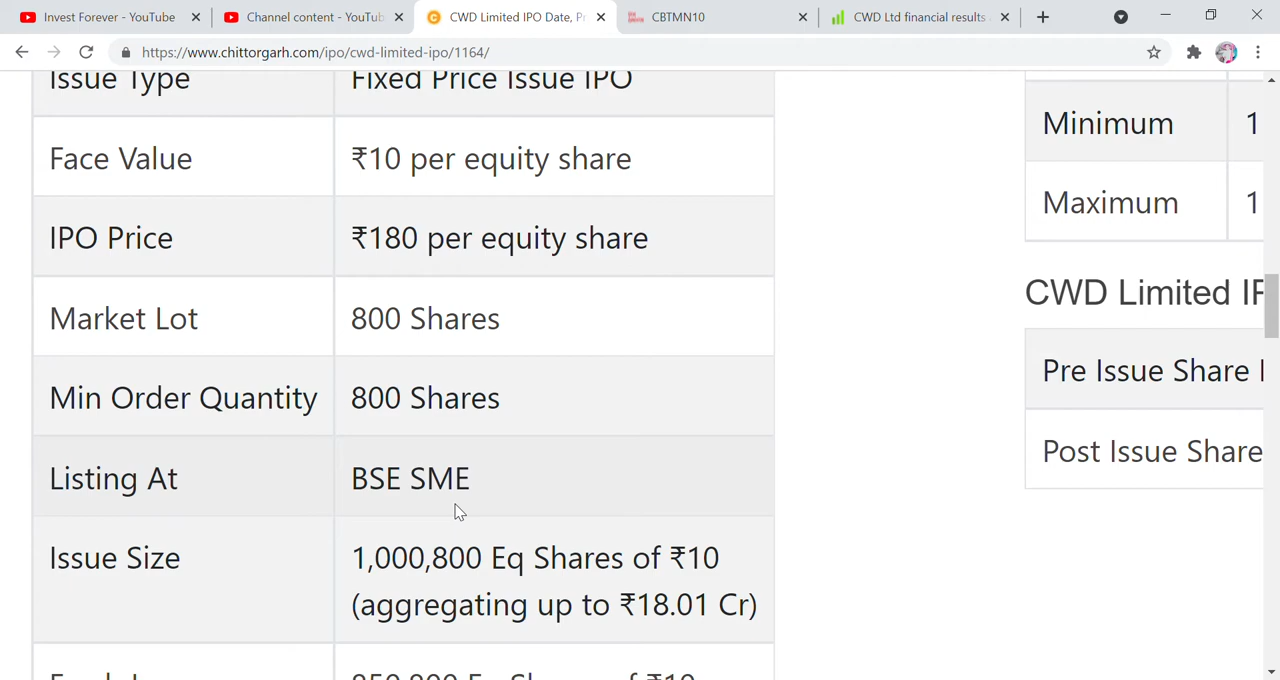 Invest Forever - YouTube
Channel content - YouTub
CWD Limited IPO Date, P
CBTMN10
CWD Ltd financial results
https://www.chittorgarh.com/ipo/cwd-limited-ipo/1164/
Issue Type Fixed Price Issue IPO
Face Value ₹10 per equity share
IPO Price ₹180 per equity share
Market Lot 800 Shares
Min Order Quantity 800 Shares
Listing At BSE SME
Issue Size 1,000,800 Eq Shares of ₹10
(aggregating up to ₹18.01 Cr)
Minimum 1
Maximum 1
CWD Limited IP
Pre Issue Share
Post Issue Share